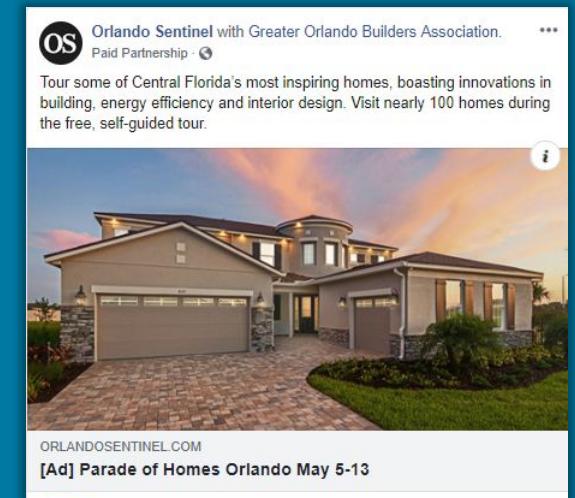 OS
Orlando Sentinel with Greater Orlando Builders Association.
Paid Partnership ·
Tour some of Central Florida's most inspiring homes, boasting innovations in
building, energy efficiency and interior design. Visit nearly 100 homes during
the free, self-guided tour.
i
ORLANDOSENTINEL.COM
[Ad] Parade of Homes Orlando May 5-13